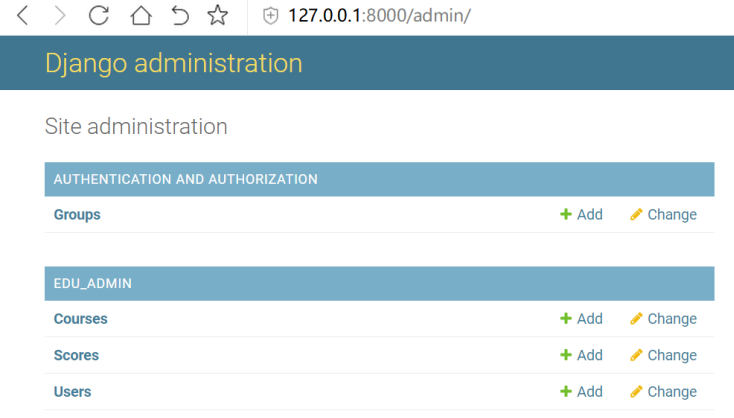 127.0.0.1:8000/admin/
Django administration
Site administration
AUTHENTICATION AND AUTHORIZATION
Groups Add Change
EDU_ADMIN
Courses Add Change
Scores Add Change
Users Add Change